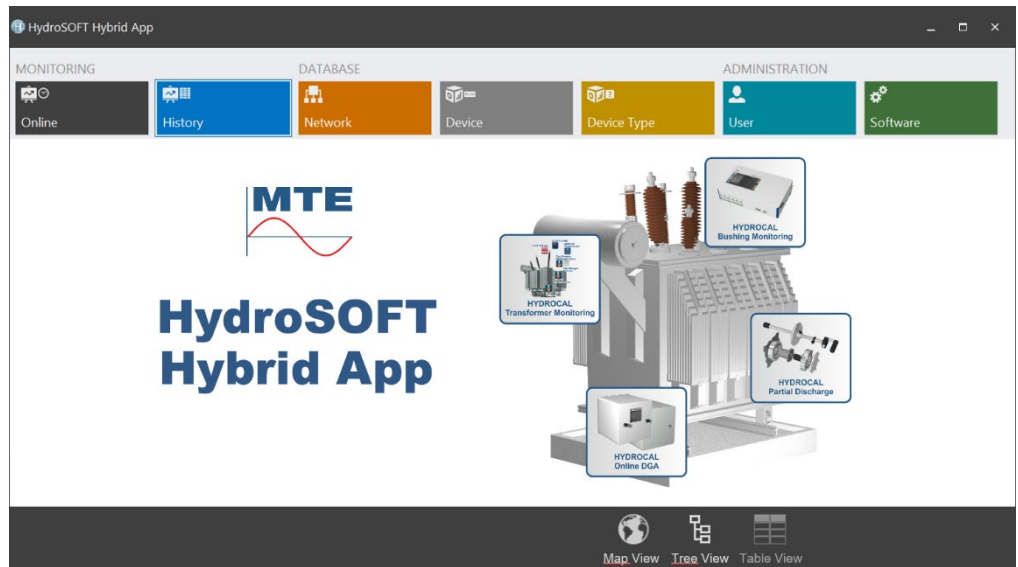 HydroSOFT Hybrid App
MONITORING
DATABASE
ADMINISTRATION
Online
History
Network
Device
Device Type
User
Software
MTE
HydroSOFT
Hybrid App
HYDROCAL
Bushing Monitoring
HYDROCAL
Transformer Monitoring
HYDROCAL
Partial Discharge
HYDROCAL
Online DGA
Map View
Tree View
Table View